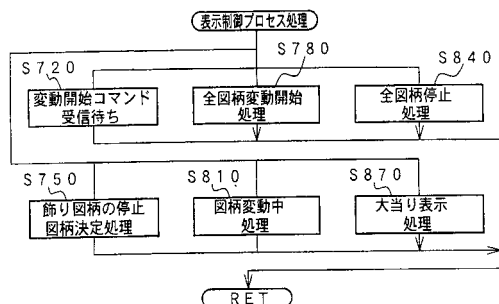 表示制御プロセス処理
S720
S780
S840
変動開始コマンド
受信待ち
全図柄変動開始
処理
全図柄停止
処理
S750
S810
S870
飾り図柄の停止
図柄決定処理
図柄変動中
処理
大当り表示
処理
RET